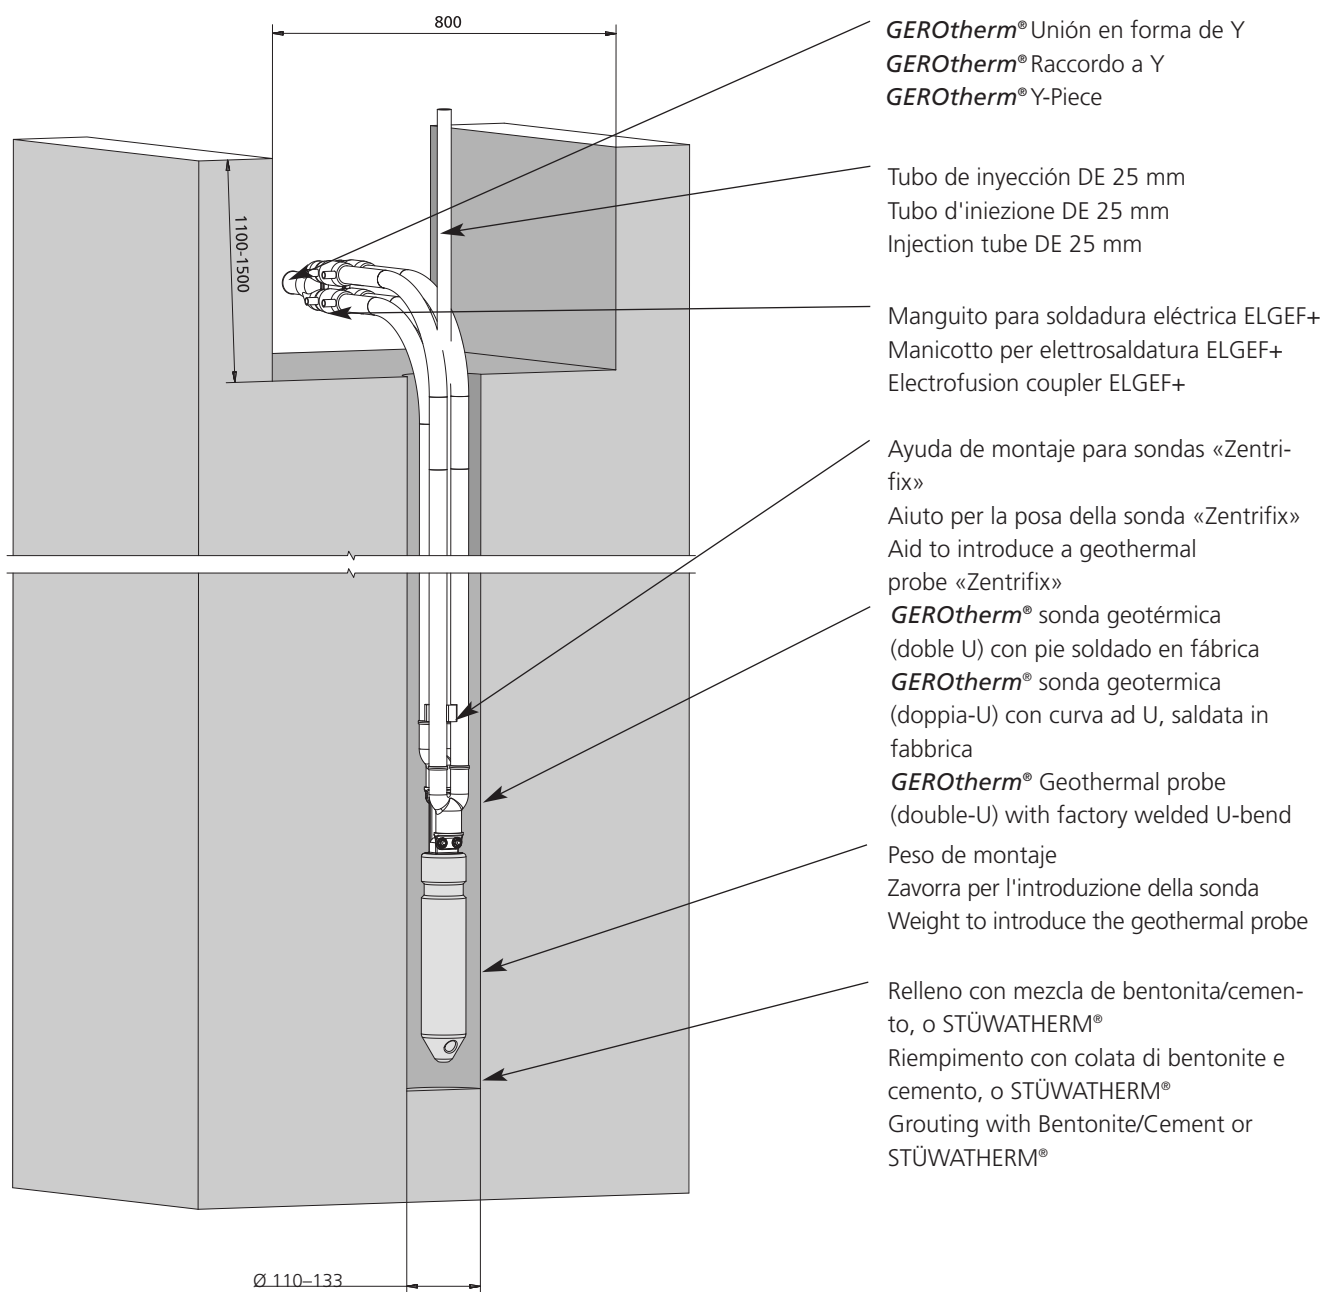 800
GEROtherm® Unión en forma de Y
GEROtherm® Raccordo a Y
GEROtherm® Y-Piece
Tubo de inyección DE 25 mm
Tubo d'iniezione DE 25 mm
Injection tube DE 25 mm
1100-1500
Manguito para soldadura eléctrica ELGEF+
Manicotto per elettrosaldatura ELGEF+
Electrofusion coupler ELGEF+
Ayuda de montaje para sondas «Zentri-
fix»
Aiuto per la posa della sonda «Zentrifix»
Aid to introduce a geothermal
probe «Zentrifix»
GEROtherm® sonda geotérmica
(doble U) con pie soldado en fábrica
GEROtherm® sonda geotermica
(doppia-U) con curva ad U, saldata in
fabbrica
GEROtherm® Geothermal probe
(double-U) with factory welded U-bend
Peso de montaje
Zavorra per l'introduzione della sonda
Weight to introduce the geothermal probe
Relleno con mezcla de bentonita/cemen-
to, o STÜWATHERM®
Riempimento con colata di bentonite e
cemento, o STÜWATHERM®
Grouting with Bentonite/Cement or
STÜWATHERM®
Ø 110–133